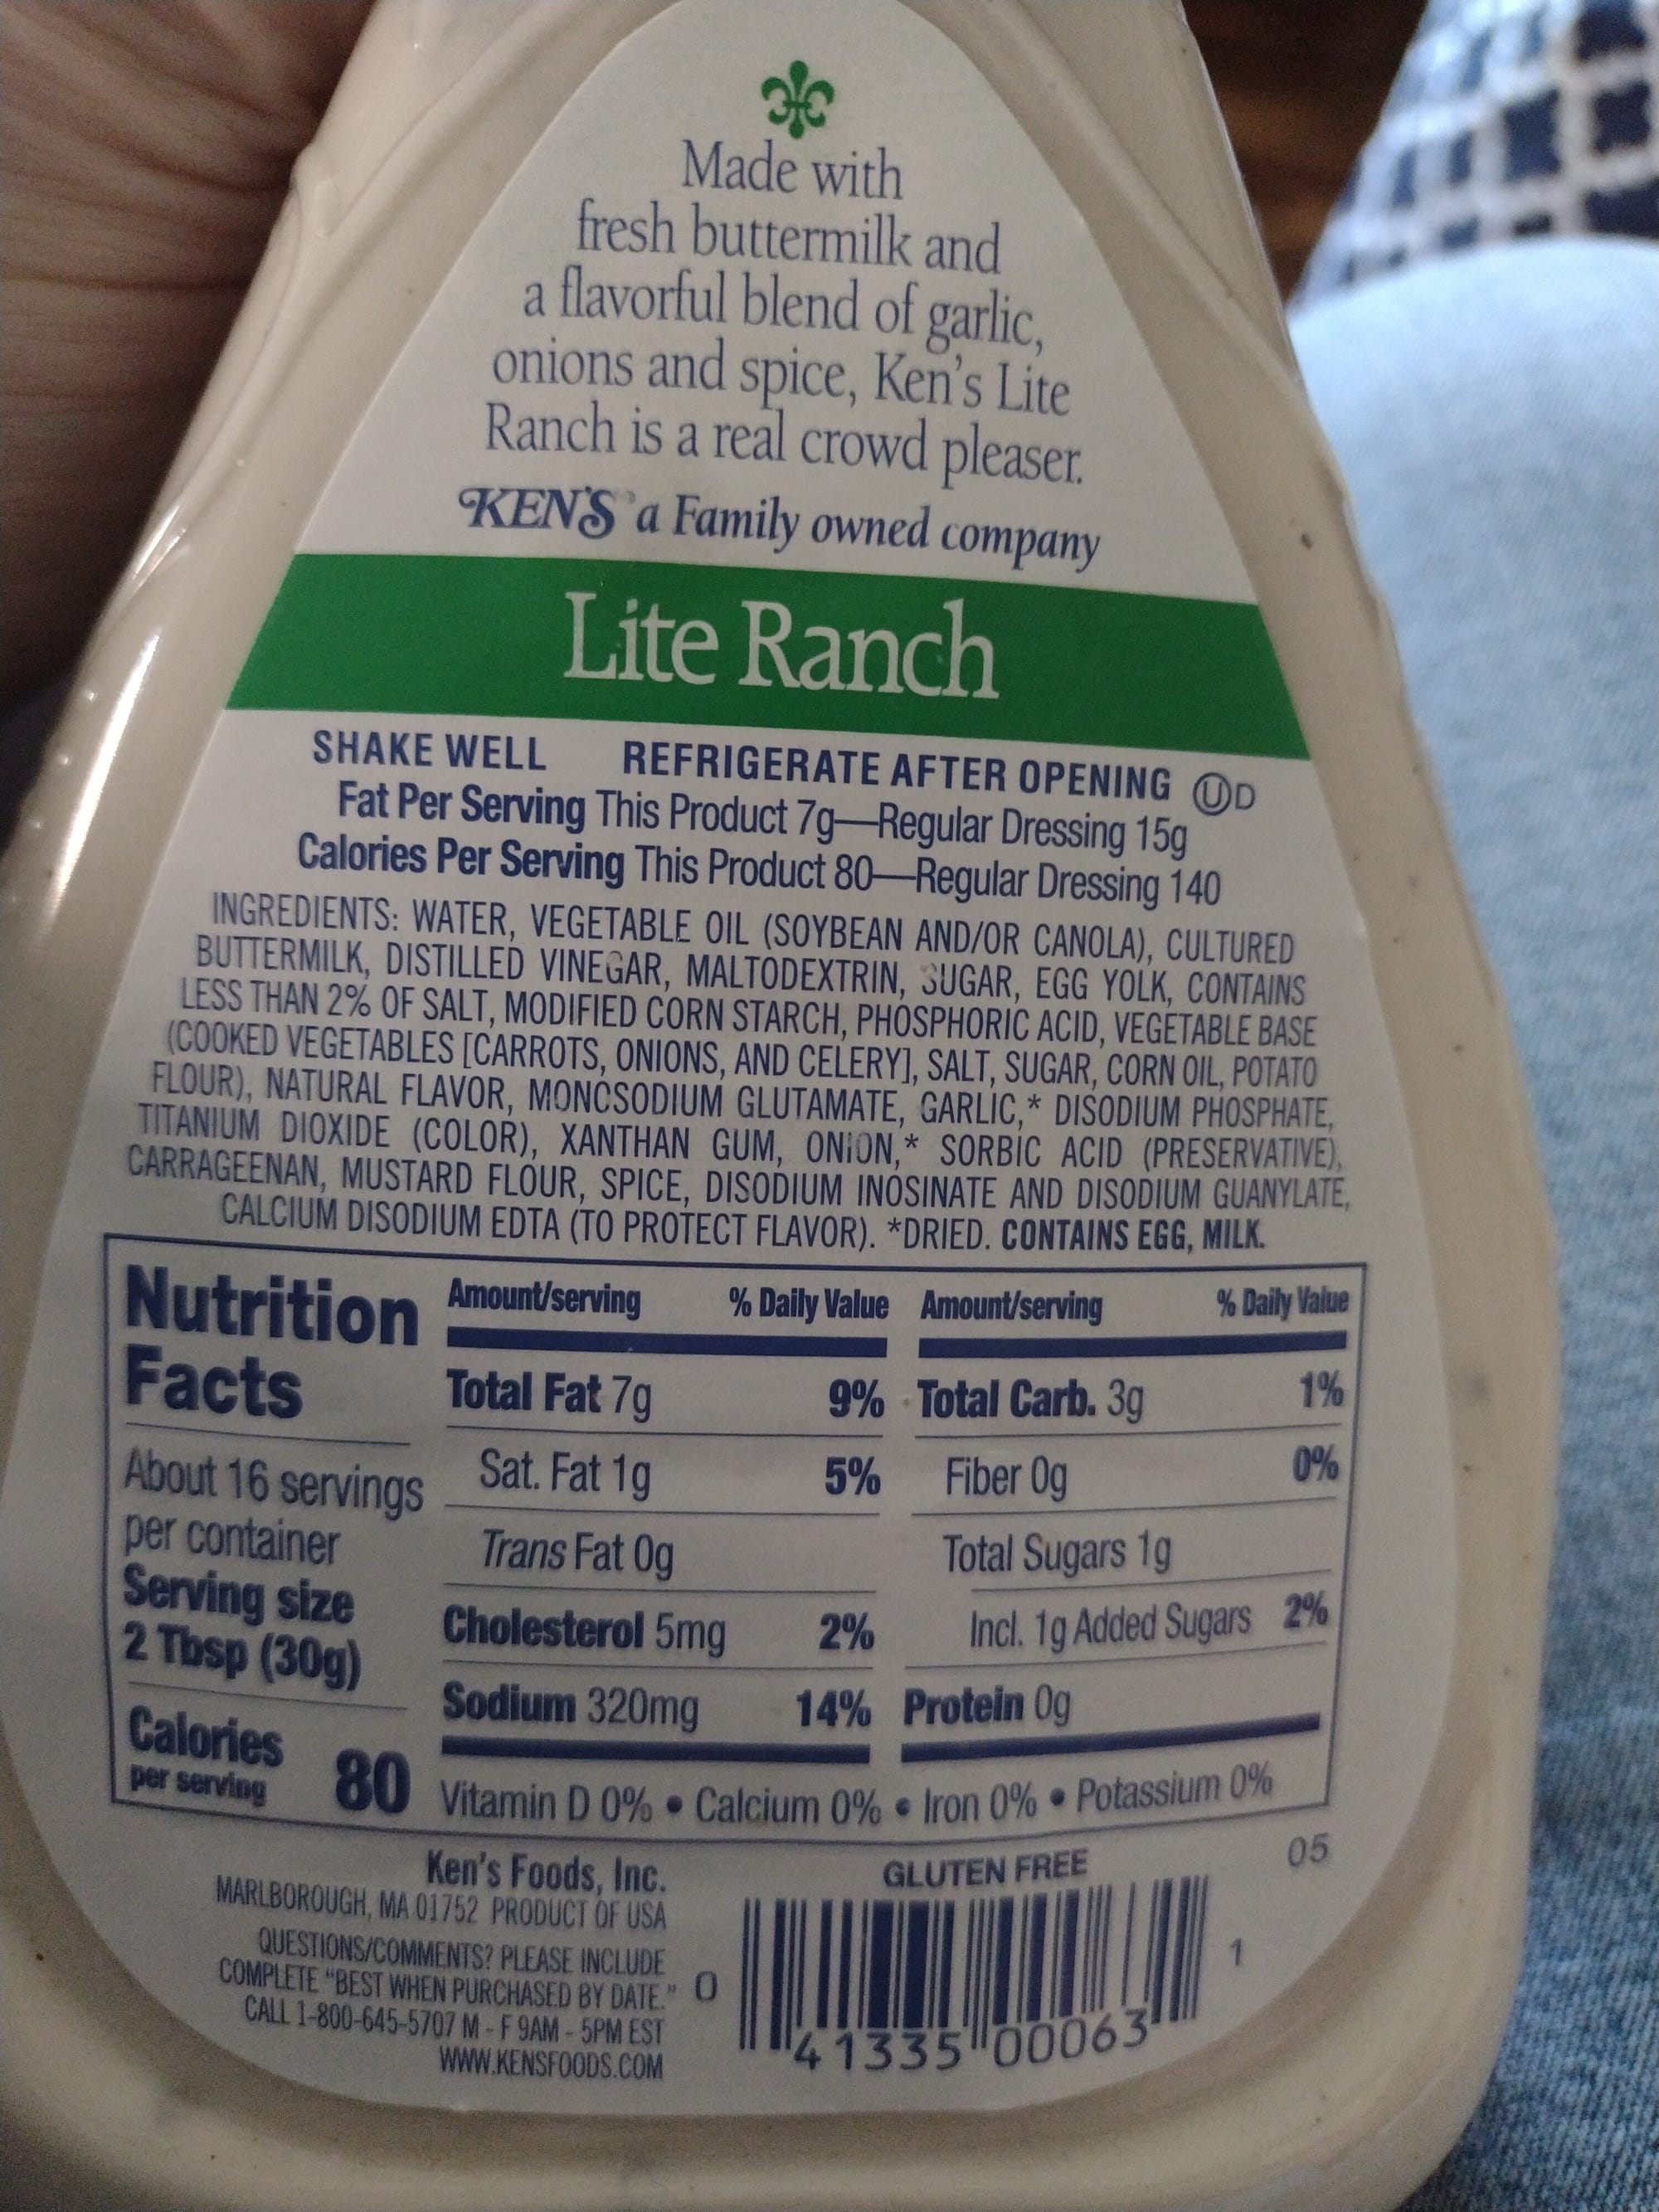 Made with
fresh buttermilk and
a flavorful blend of garlic,
onions and spice, Ken's Lite
Ranch is a real crowd pleaser.
KEN'S a Family owned company
Lite Ranch
SHAKE WELL REFRIGERATE AFTER OPENING ⓊD
Fat Per Serving This Product 7g—Regular Dressing 15g
Calories Per Serving This Product 80—Regular Dressing 140
INGREDIENTS: WATER, VEGETABLE OIL (SOYBEAN AND/OR CANOLA), CULTURED
BUTTERMILK, DISTILLED VINEGAR, MALTODEXTRIN, SUGAR, EGG YOLK, CONTAINS
LESS THAN 2% OF SALT, MODIFIED CORN STARCH, PHOSPHORIC ACID, VEGETABLE BASE
(COOKED VEGETABLES [CARROTS, ONIONS, AND CELERY], SALT, SUGAR, CORN OIL, POTATO
FLOUR), NATURAL FLAVOR, MONOSODIUM GLUTAMATE, GARLIC,* DISODIUM PHOSPHATE,
TITANIUM DIOXIDE (COLOR), XANTHAN GUM, ONION,* SORBIC ACID (PRESERVATIVE),
CARRAGEENAN, MUSTARD FLOUR, SPICE, DISODIUM INOSINATE AND DISODIUM GUANYLATE,
CALCIUM DISODIUM EDTA (TO PROTECT FLAVOR). *DRIED. CONTAINS EGG, MILK.
Nutrition
Facts
About 16 servings
per container
Serving size
2 Tbsp (30g)
Calories
per serving
80
Amount/serving % Daily Value
Total Fat 7g 9%
Sat. Fat 1g 5%
Trans Fat 0g
Cholesterol 5mg 2%
Sodium 320mg 14%
Amount/serving % Daily Value
Total Carb. 3g 1%
Fiber 0g 0%
Total Sugars 1g
Incl. 1g Added Sugars 2%
Protein 0g
Vitamin D 0% • Calcium 0% • Iron 0% • Potassium 0%
Ken's Foods, Inc.
MARLBOROUGH, MA 01752 PRODUCT OF USA
QUESTIONS/COMMENTS? PLEASE INCLUDE
COMPLETE "BEST WHEN PURCHASED BY DATE."
CALL 1-800-645-5707 M - F 9AM - 5PM EST
WWW.KENSFOODS.COM
GLUTEN FREE
05
0 41335 00063 1